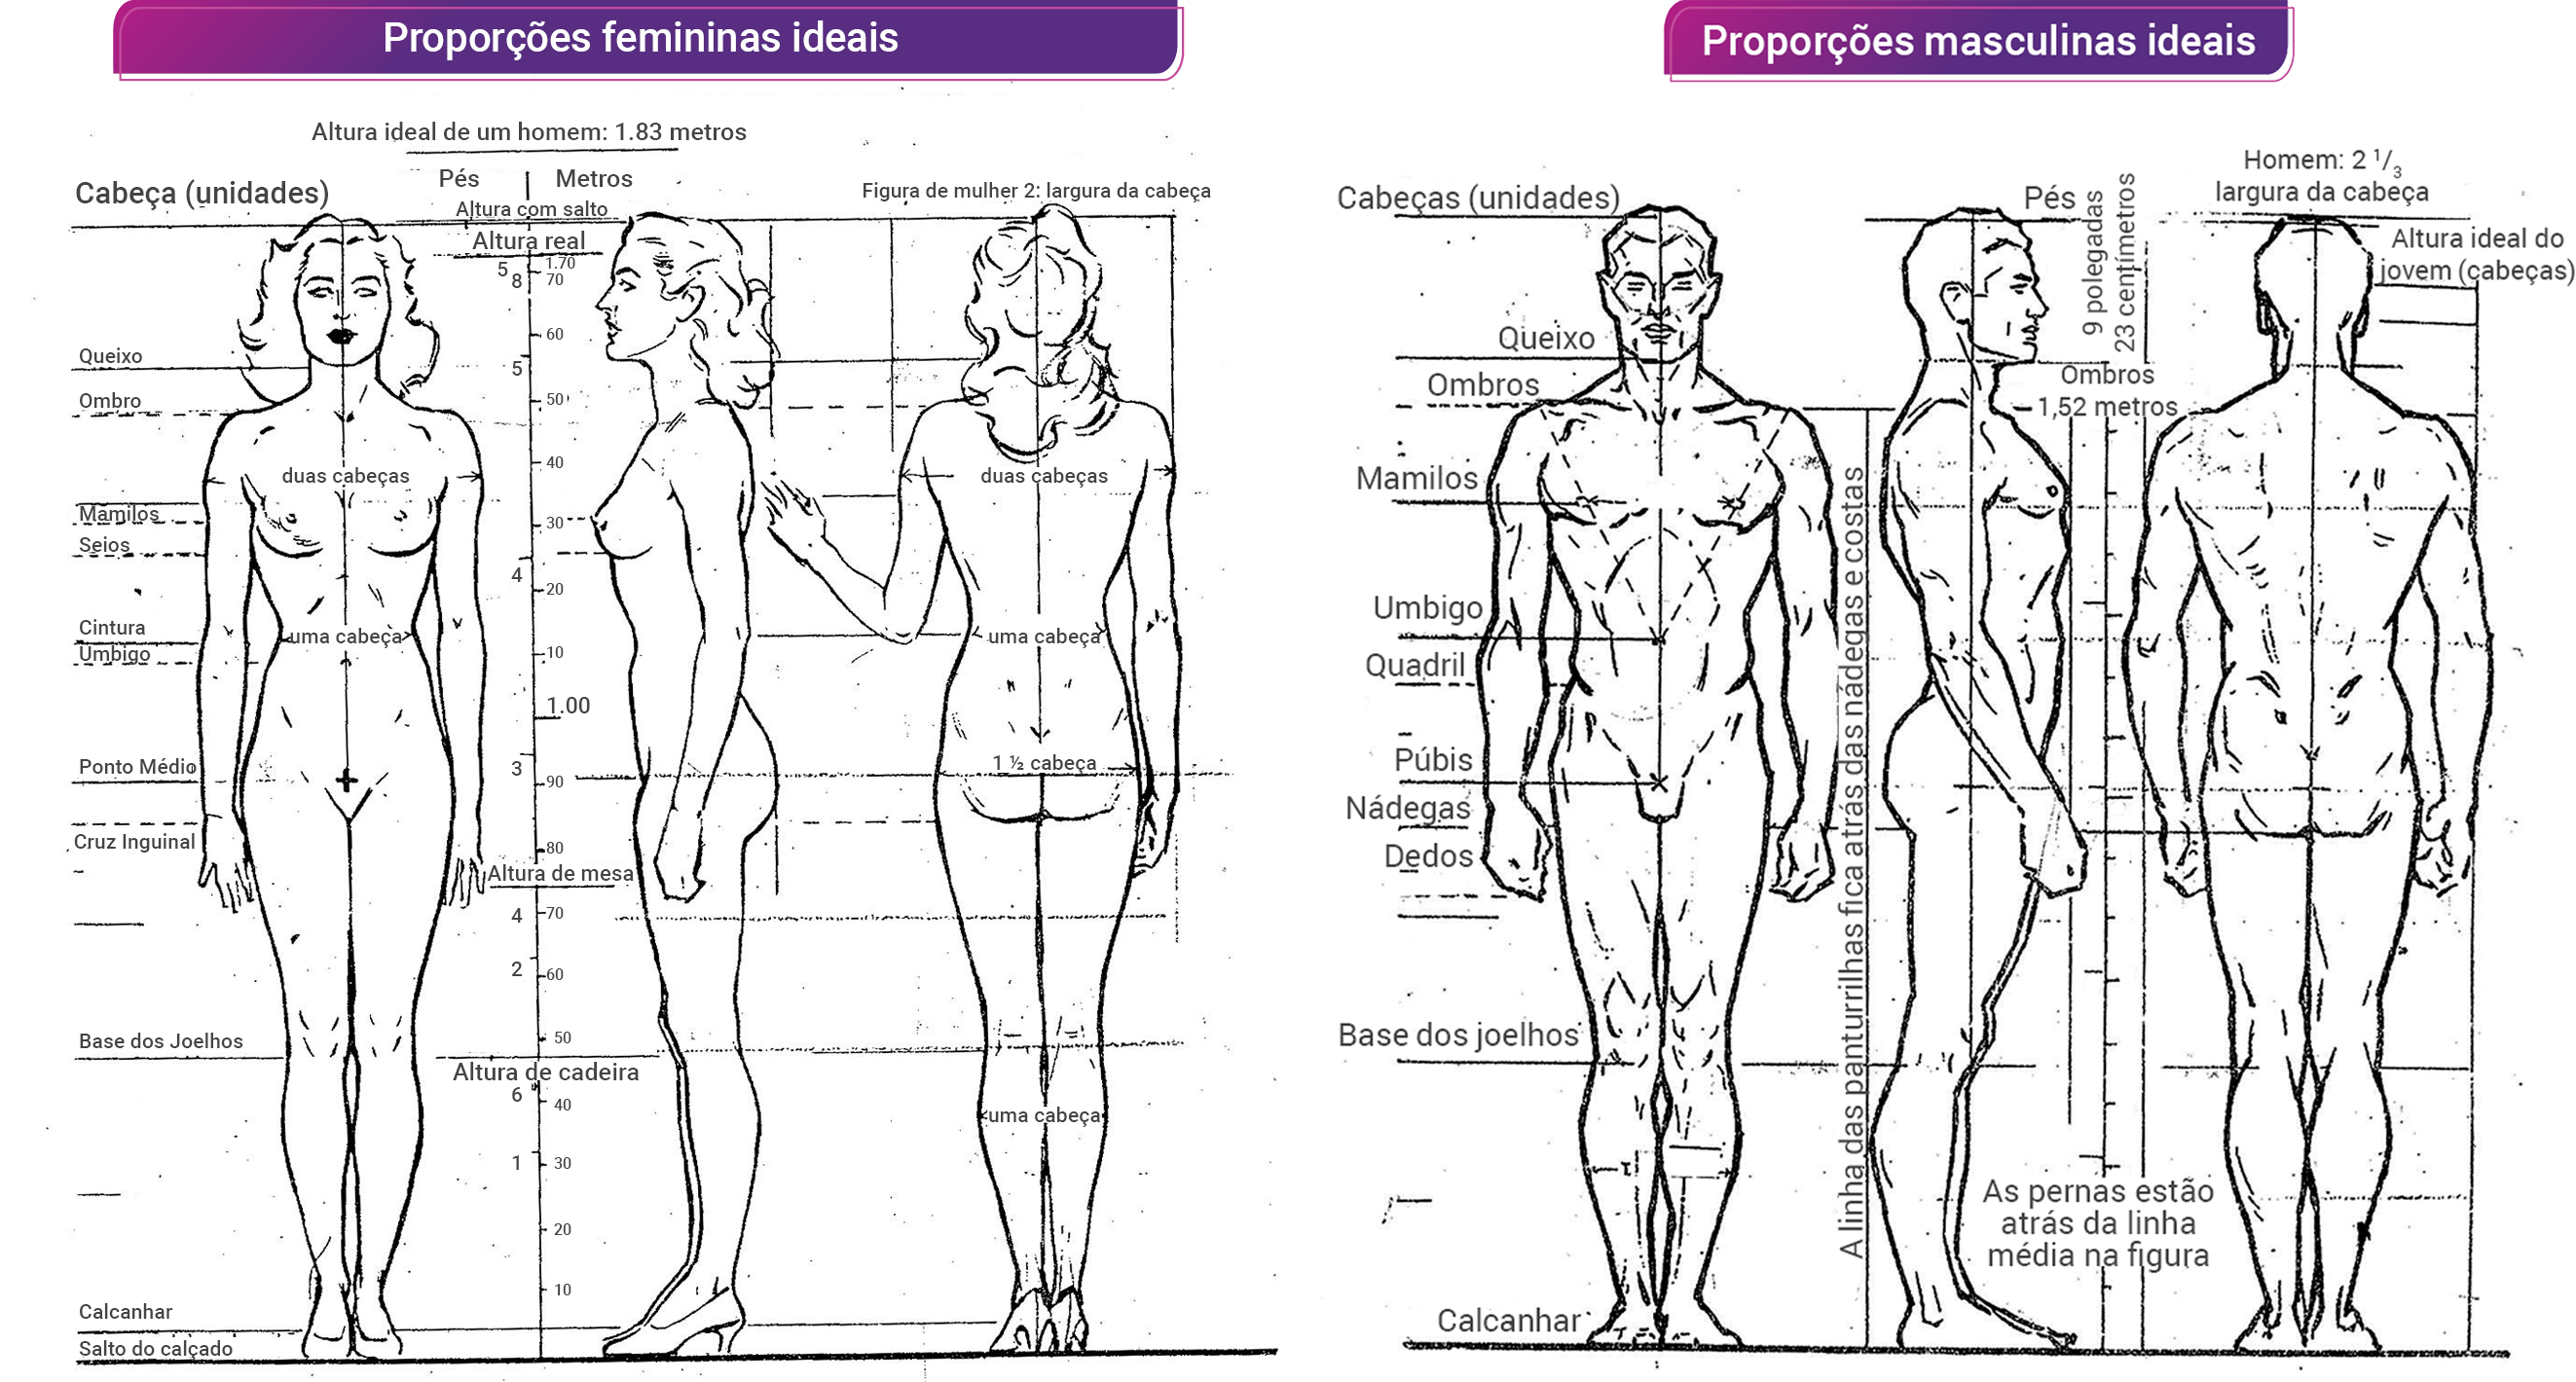 Proporções femininas ideais
Altura ideal de um homem: 1.83 metros
Cabeça (unidades)
Pés
Metros
Altura com salto
Altura real
Figura de mulher 2: largura da cabeça
Queixo
Ombro
Mamilos
Seios
Cintura
Umbigo
Ponto Médio
Cruz Inguinal
Base dos Joelhos
Calcanhar
Salto do calçado
duas cabeças
uma cabeça
5
8
5
4
3
4
2
6
1
1.70
70
60
50
40
30
20
10
1.00
90
80
Altura de mesa
70
60
50
Altura de cadeira
40
30
20
10
duas cabeças
uma cabeça
1 ½ cabeça
uma cabeça
Proporções masculinas ideais
Cabeças (unidades)
Queixo
Ombros
Mamilos
Umbigo
Quadril
Púbis
Nádegas
Dedos
Base dos joelhos
Calcanhar
A linha das panturrilhas fica atrás das nádegas e costas
Pés
9 polegadas
23 centímetros
Ombros
1,52 metros
As pernas estão
atrás da linha
média na figura
Homem: 2 1/3
largura da cabeça
Altura ideal do
jovem (cabeças)